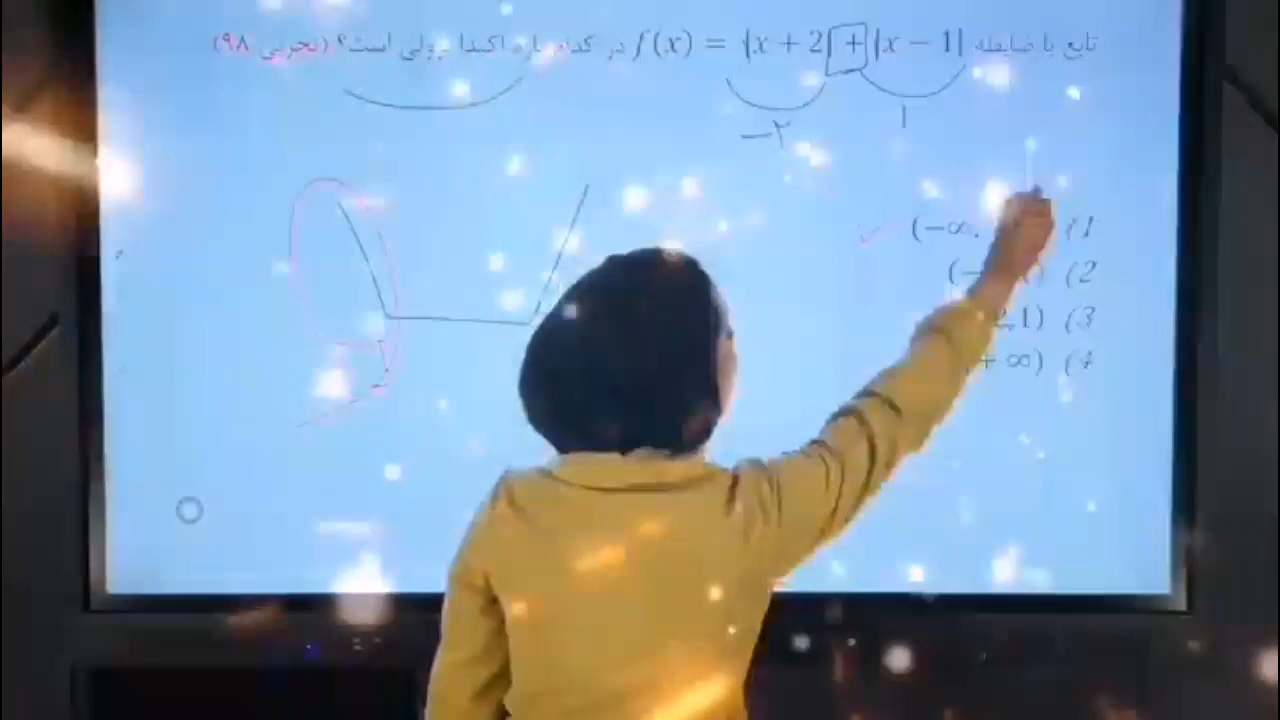 تابع با ضابطه f(x) = |x + 2| + |x − 1| در کدام بازه اکیدا نزولی است؟ (تجربی ۹۸)
−۲
۱
(−∞, (1
(− (2
2,1) (3
+ ∞) (4